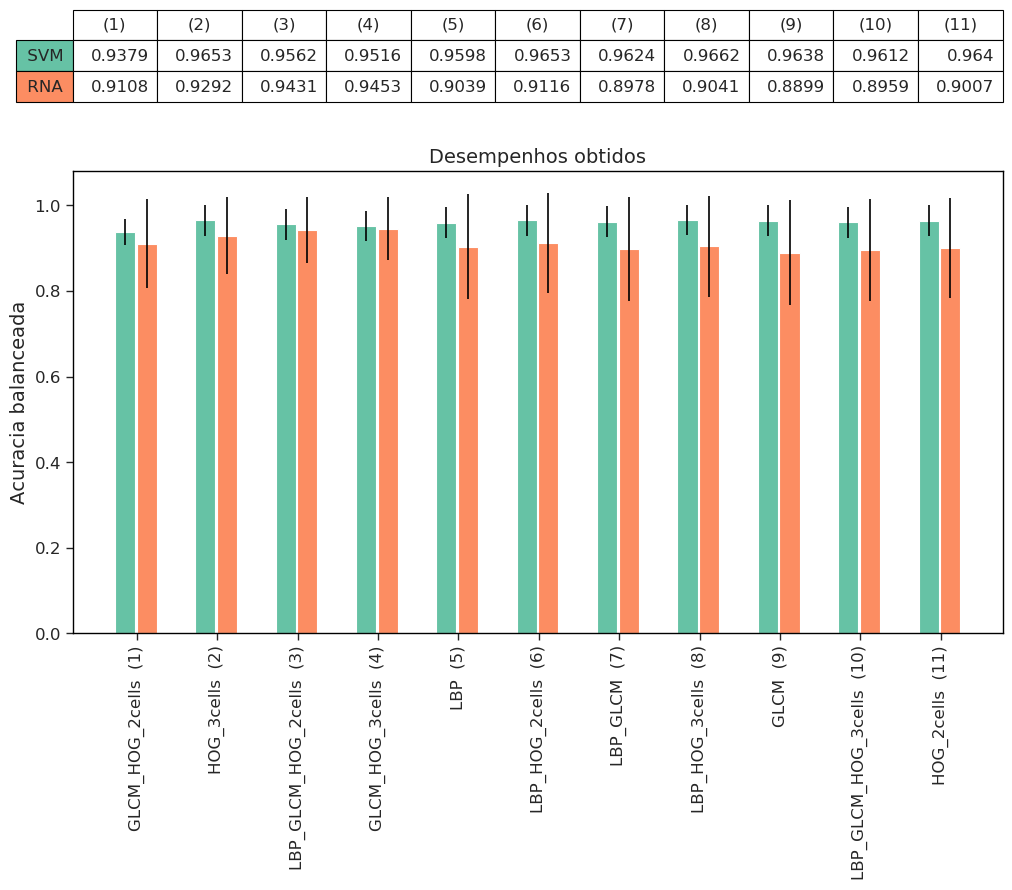 (1) (2) (3) (4) (5) (6) (7) (8) (9) (10) (11)
SVM 0.9379 0.9653 0.9562 0.9516 0.9598 0.9653 0.9624 0.9662 0.9638 0.9612 0.964
RNA 0.9108 0.9292 0.9431 0.9453 0.9039 0.9116 0.8978 0.9041 0.8899 0.8959 0.9007
Desempenhos obtidos
Acuracia balanceada
1.0
0.8
0.6
0.4
0.2
0.0
GLCM_HOG_2cells (1)
HOG_3cells (2)
LBP_GLCM_HOG_2cells (3)
GLCM_HOG_3cells (4)
LBP (5)
LBP_HOG_2cells (6)
LBP_GLCM (7)
LBP_HOG_3cells (8)
GLCM (9)
LBP_GLCM_HOG_3cells (10)
HOG_2cells (11)